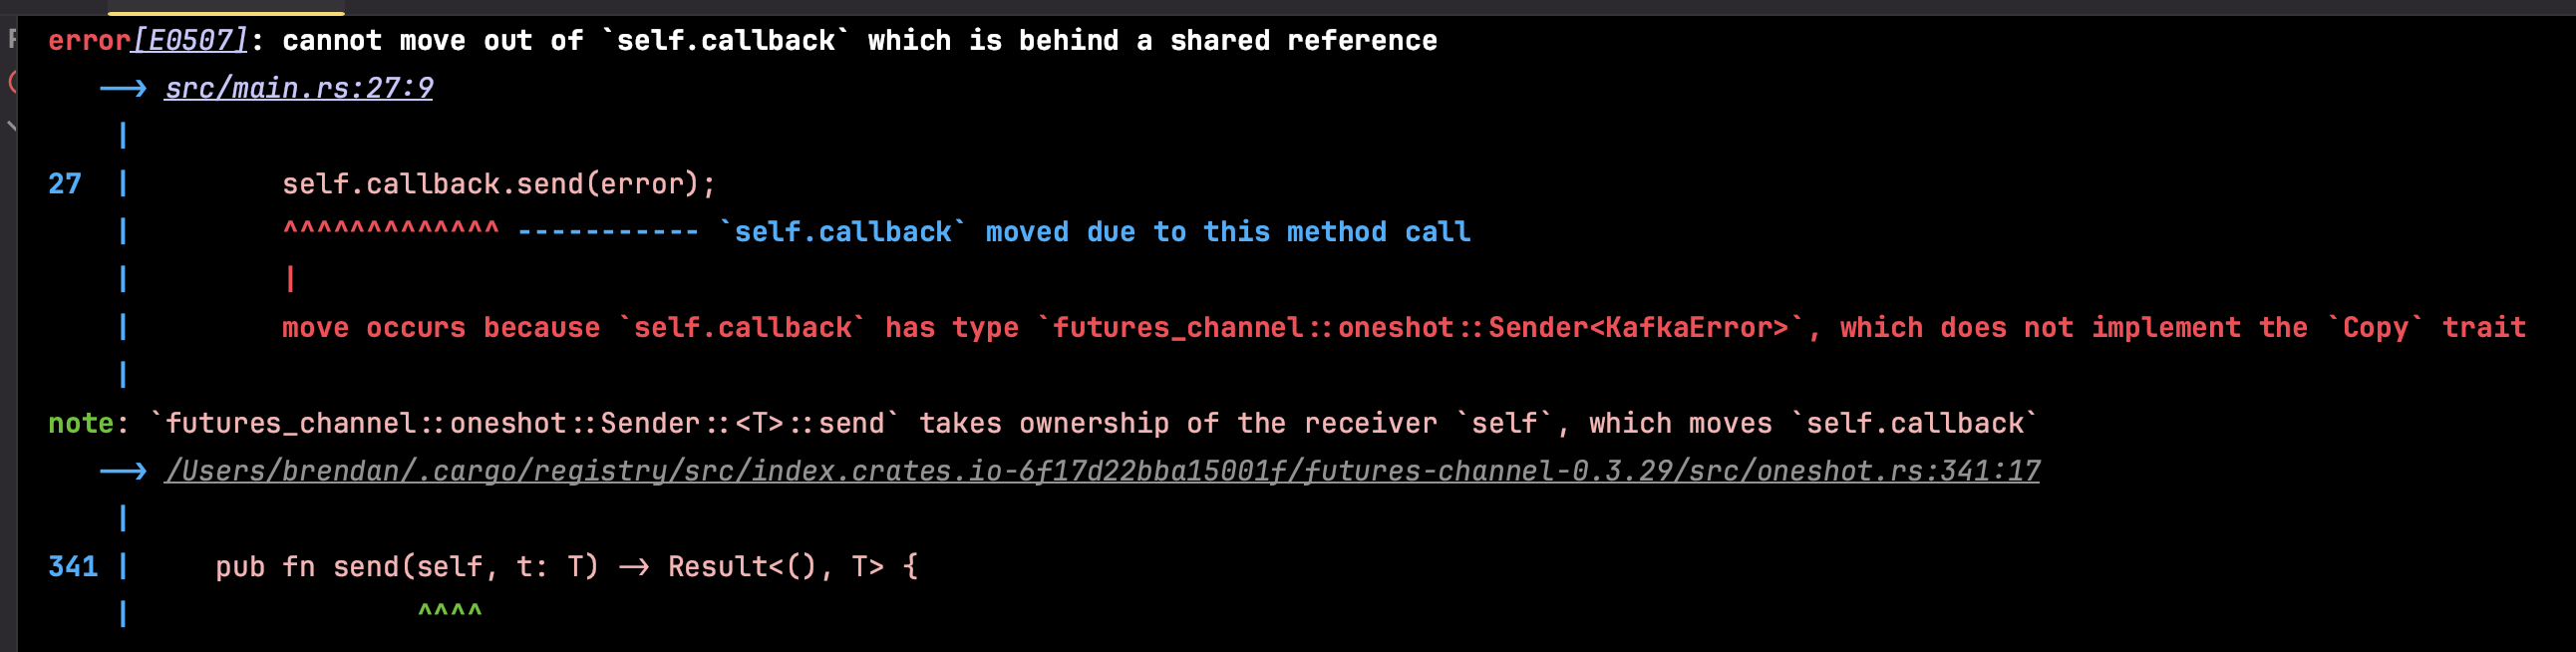 error[E0507]: cannot move out of `self.callback` which is behind a shared reference
--> src/main.rs:27:9
|
27 | self.callback.send(error);
| ^^^^^^^^^^^^^ ----------- `self.callback` moved due to this method call
| |
| move occurs because `self.callback` has type `futures_channel::oneshot::Sender<KafkaError>`, which does not implement the `Copy` trait
|
note: `futures_channel::oneshot::Sender::<T>::send` takes ownership of the receiver `self`, which moves `self.callback`
--> /Users/brendan/.cargo/registry/src/index.crates.io-6f17d22bba15001f/futures-channel-0.3.29/src/oneshot.rs:341:17
|
341 | pub fn send(self, t: T) -> Result<(), T> {
| ^^^^